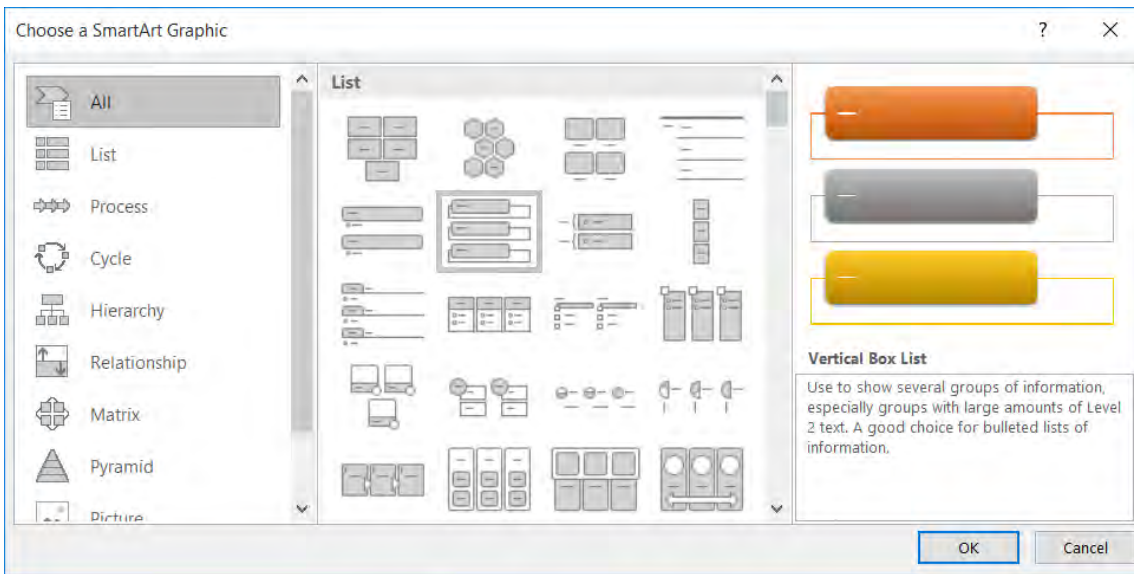 Choose a SmartArt Graphic
?
All
List
Process
Cycle
Hierarchy
Relationship
Matrix
Pyramid
Picture
List
Vertical Box List
Use to show several groups of information,
especially groups with large amounts of Level
2 text. A good choice for bulleted lists of
information.
OK
Cancel